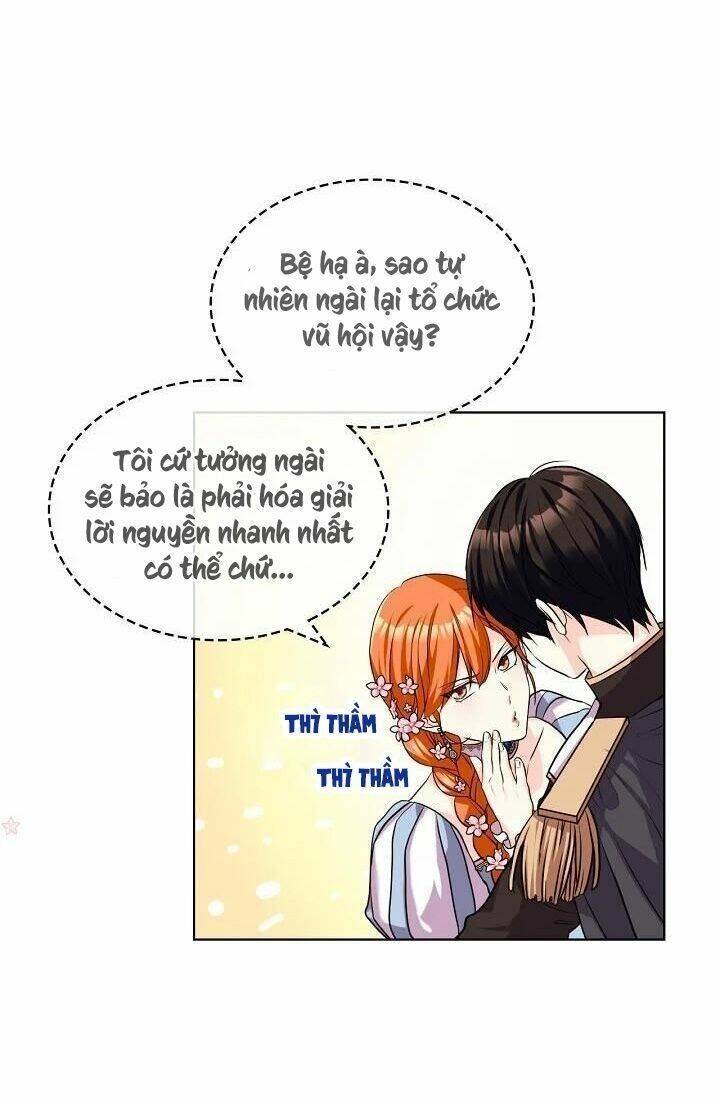 Bệ hạ à, sao tự
nhiên ngài lại tổ chức
vũ hội vậy?
Tôi cứ tưởng ngài
sẽ bảo là phải hóa giải
lời nguyền nhanh nhất
có thể chứ...
THÌ THẦM
THÌ THẦM